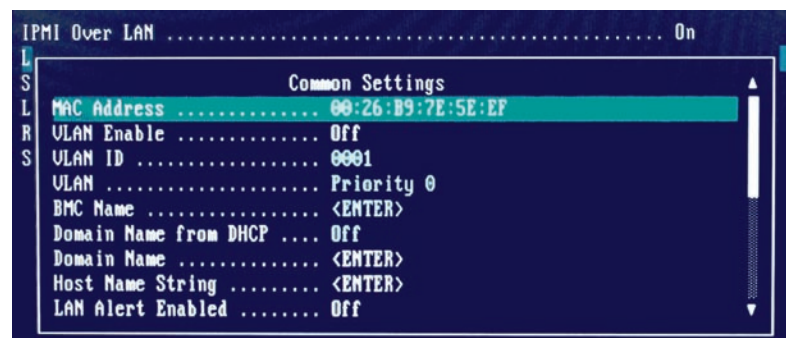 IPMI Over LAN ................................................. On
L
S
L
R
S
Common Settings
MAC Address .............. 00:26:B9:7E:5E:EF
VLAN Enable .............. Off
VLAN ID .................. 0001
VLAN ..................... Priority 0
BMC Name ................. <ENTER>
Domain Name from DHCP .... Off
Domain Name .............. <ENTER>
Host Name String ......... <ENTER>
LAN Alert Enabled ........ Off